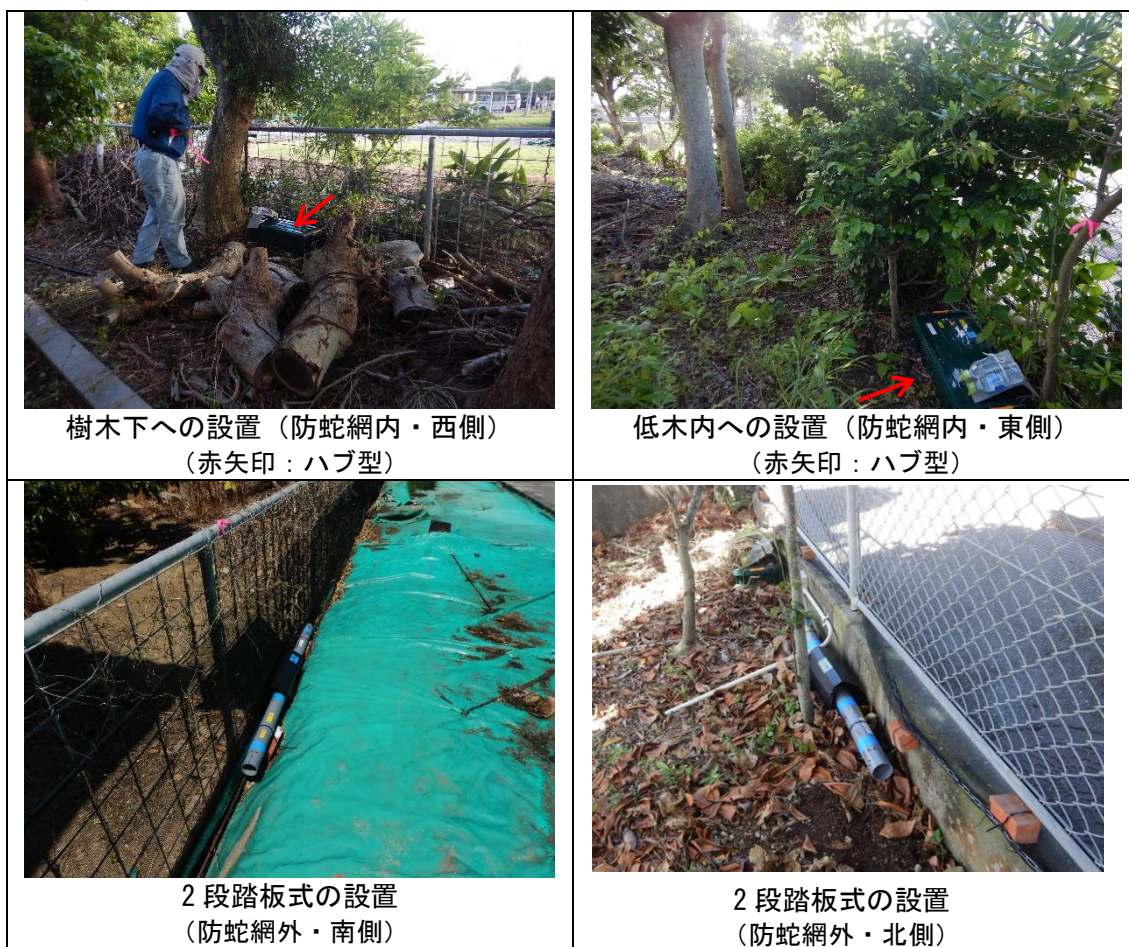 樹木下への設置（防蛇網内・西側）
（赤矢印：ハブ型）
低木内への設置（防蛇網内・東側）
（赤矢印：ハブ型）
2段踏板式の設置
（防蛇網外・南側）
2段踏板式の設置
（防蛇網外・北側）